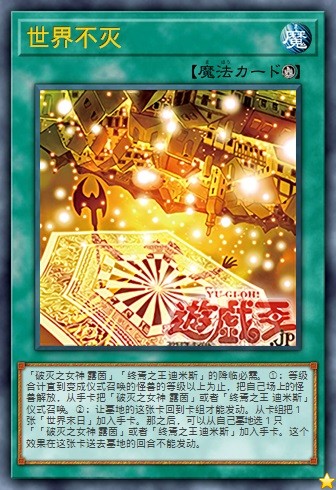 世界不灭
魔
【魔法カード】
YU-GI-OH!
遊戯王
.JP
「破灭之女神 露茵」「终焉之王 迪米斯」的降临必需。①：等级
合计直到变成仪式召唤的怪兽的等级以上为止，把自己场上的怪
兽解放，从手卡把「破灭之女神 露茵」或者「终焉之王 迪米斯」
仪式召唤。②：让墓地的这张卡回到卡组才能发动。从卡组把1
张「世界末日」加入手卡。那之后，可以从自己墓地选1只
「破灭之女神 露茵」或者「终焉之王 迪米斯」加入手卡。这个
效果在这张卡送去墓地的回合不能发动。